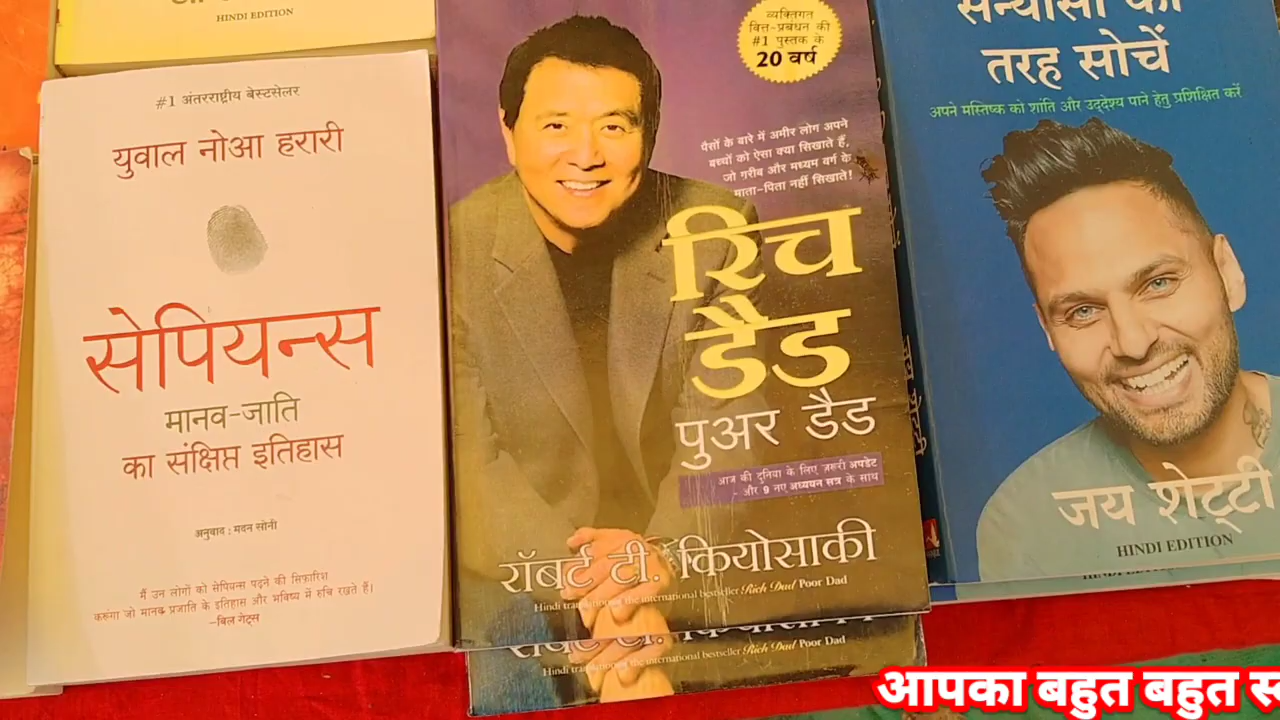 HINDI EDITION
#1 अंतरराष्ट्रीय बेस्टसेलर
युवाल नोआ हरारी
सेपियन्स
मानव-जाति
का संक्षिप्त इतिहास
अनुवाद : मदन सोनी
मैं उन लोगों को सेपियन्स पढ़ने की सिफ़ारिश
करूंगा जो मानव प्रजाति के इतिहास और भविष्य में रुचि रखते हैं।
-बिल गेट्स
व्यक्तिगत
वित्त-प्रबंधन की
#1 पुस्तक के
20 वर्ष
पैसों के बारे में अमीर लोग अपने
बच्चों को ऐसा क्या सिखाते हैं,
जो ग़रीब और मध्यम वर्ग के
माता-पिता नहीं सिखाते!
रिच
डैड
पुअर डैड
आज की दुनिया के लिए ज़रूरी अपडेट
- और 9 नए अध्ययन सत्र के साथ
रॉबर्ट टी. कियोसाकी
Hindi translation of the international bestseller Rich Dad Poor Dad
रॉबर्ट टी. कियोसाकी
Hindi translation of the international bestseller Rich Dad Poor Dad
सन्यासी की
तरह सोचें
अपने मस्तिष्क को शांति और उद्देश्य पाने हेतु प्रशिक्षित करें
जय शेट्टी
HINDI EDITION
HINDI EDITION
आपका बहुत बहुत स